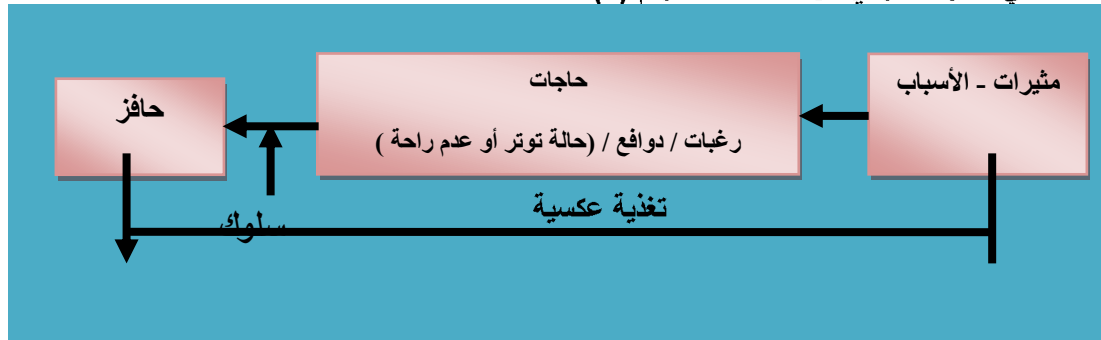 مثيرات - الأسباب
حاجات
رغبات / دوافع / (حالة توتر أو عدم راحة )
حافز
سلوك
تغذية عكسية